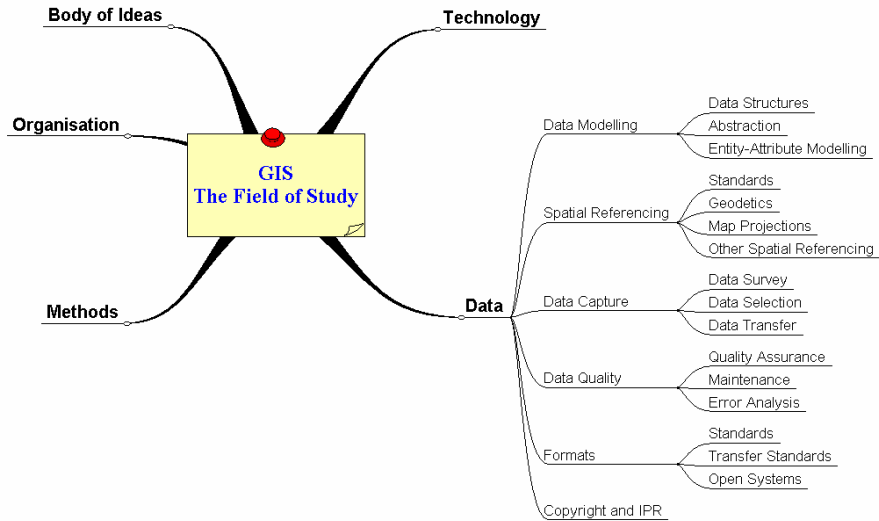 Body of Ideas
Technology
Organisation
GIS
The Field of Study
Methods
Data
Data Modelling
Data Structures
Abstraction
Entity-Attribute Modelling
Spatial Referencing
Standards
Geodetics
Map Projections
Other Spatial Referencing
Data Capture
Data Survey
Data Selection
Data Transfer
Data Quality
Quality Assurance
Maintenance
Error Analysis
Formats
Standards
Transfer Standards
Open Systems
Copyright and IPR